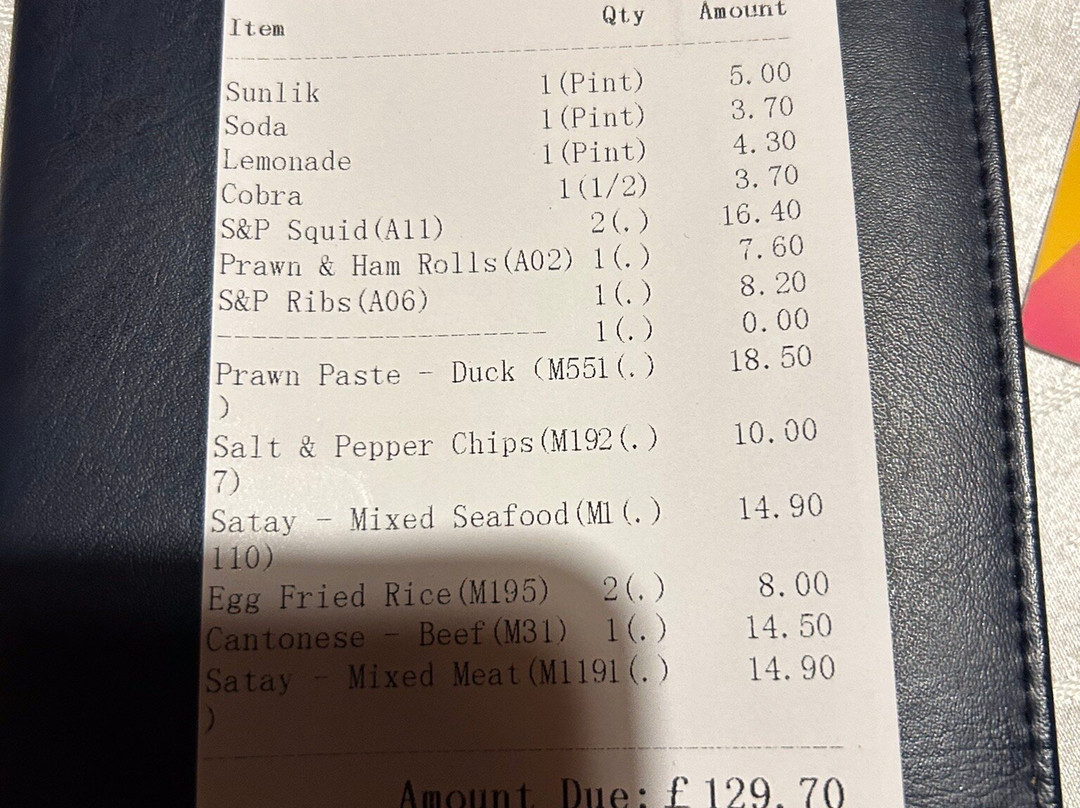 Item Qty Amount
Sunlik 1(Pint) 5.00
Soda 1(Pint) 3.70
Lemonade 1(Pint) 4.30
Cobra 1(1/2) 3.70
S&P Squid(A11) 2(.) 16.40
Prawn & Ham Rolls(A02) 1(.) 7.60
S&P Ribs(A06) 1(.) 8.20
-------------------- 1(.) 0.00
Prawn Paste - Duck (M551(.) 18.50
)
Salt & Pepper Chips(M192(.) 10.00
7)
Satay - Mixed Seafood(M1(.) 14.90
110)
Egg Fried Rice(M195) 2(.) 8.00
Cantonese - Beef(M31) 1(.) 14.50
Satay - Mixed Meat(M1191(.) 14.90
)
Amount Due: £129.70